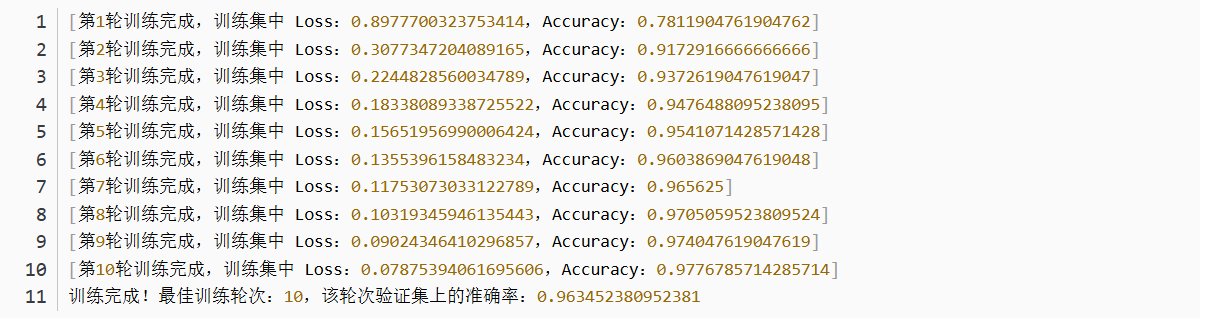 1 [第1轮训练完成，训练集中 Loss：0.8977700323753414，Accuracy：0.7811904761904762]
2 [第2轮训练完成，训练集中 Loss：0.3077347204089165，Accuracy：0.9172916666666666]
3 [第3轮训练完成，训练集中 Loss：0.2244828560034789，Accuracy：0.9372619047619047]
4 [第4轮训练完成，训练集中 Loss：0.18338089338725522，Accuracy：0.9476488095238095]
5 [第5轮训练完成，训练集中 Loss：0.15651956990006424，Accuracy：0.9541071428571428]
6 [第6轮训练完成，训练集中 Loss：0.1355396158483234，Accuracy：0.9603869047619048]
7 [第7轮训练完成，训练集中 Loss：0.11753073033122789，Accuracy：0.965625]
8 [第8轮训练完成，训练集中 Loss：0.10319345946135443，Accuracy：0.9705059523809524]
9 [第9轮训练完成，训练集中 Loss：0.09024346410296857，Accuracy：0.974047619047619]
10 [第10轮训练完成，训练集中 Loss：0.07875394061695606，Accuracy：0.9776785714285714]
11 训练完成！最佳训练轮次：10，该轮次验证集上的准确率：0.963452380952381